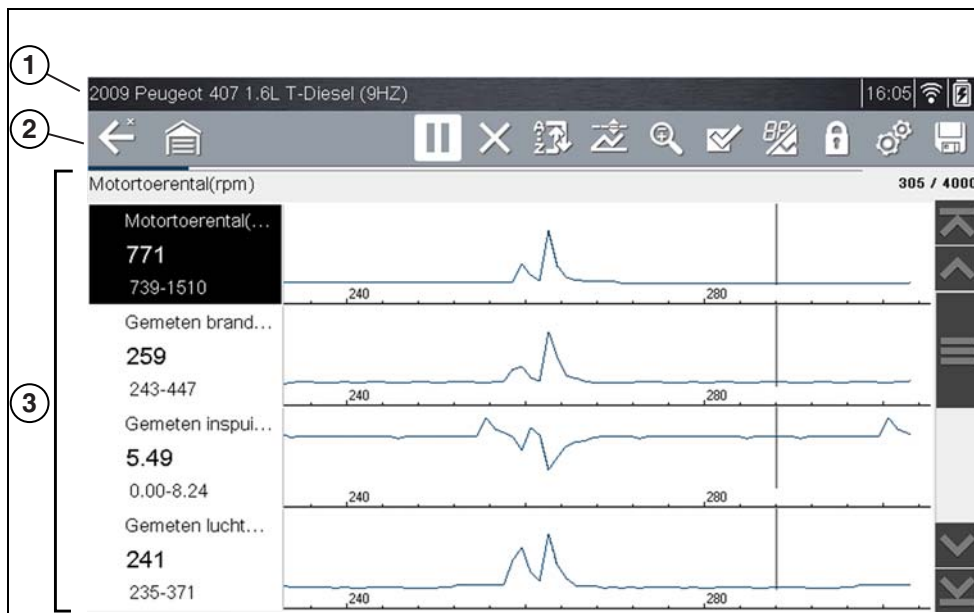 1
2009 Peugeot 407 1.6L T-Diesel (9HZ)
16:05
2
Motortoerental(rpm)
305 / 4000
3
Motortoerental(...
771
739-1510
240
280
Gemeten brand...
259
243-447
240
280
Gemeten inspui...
5.49
0.00-8.24
240
280
Gemeten lucht...
241
235-371
240
280